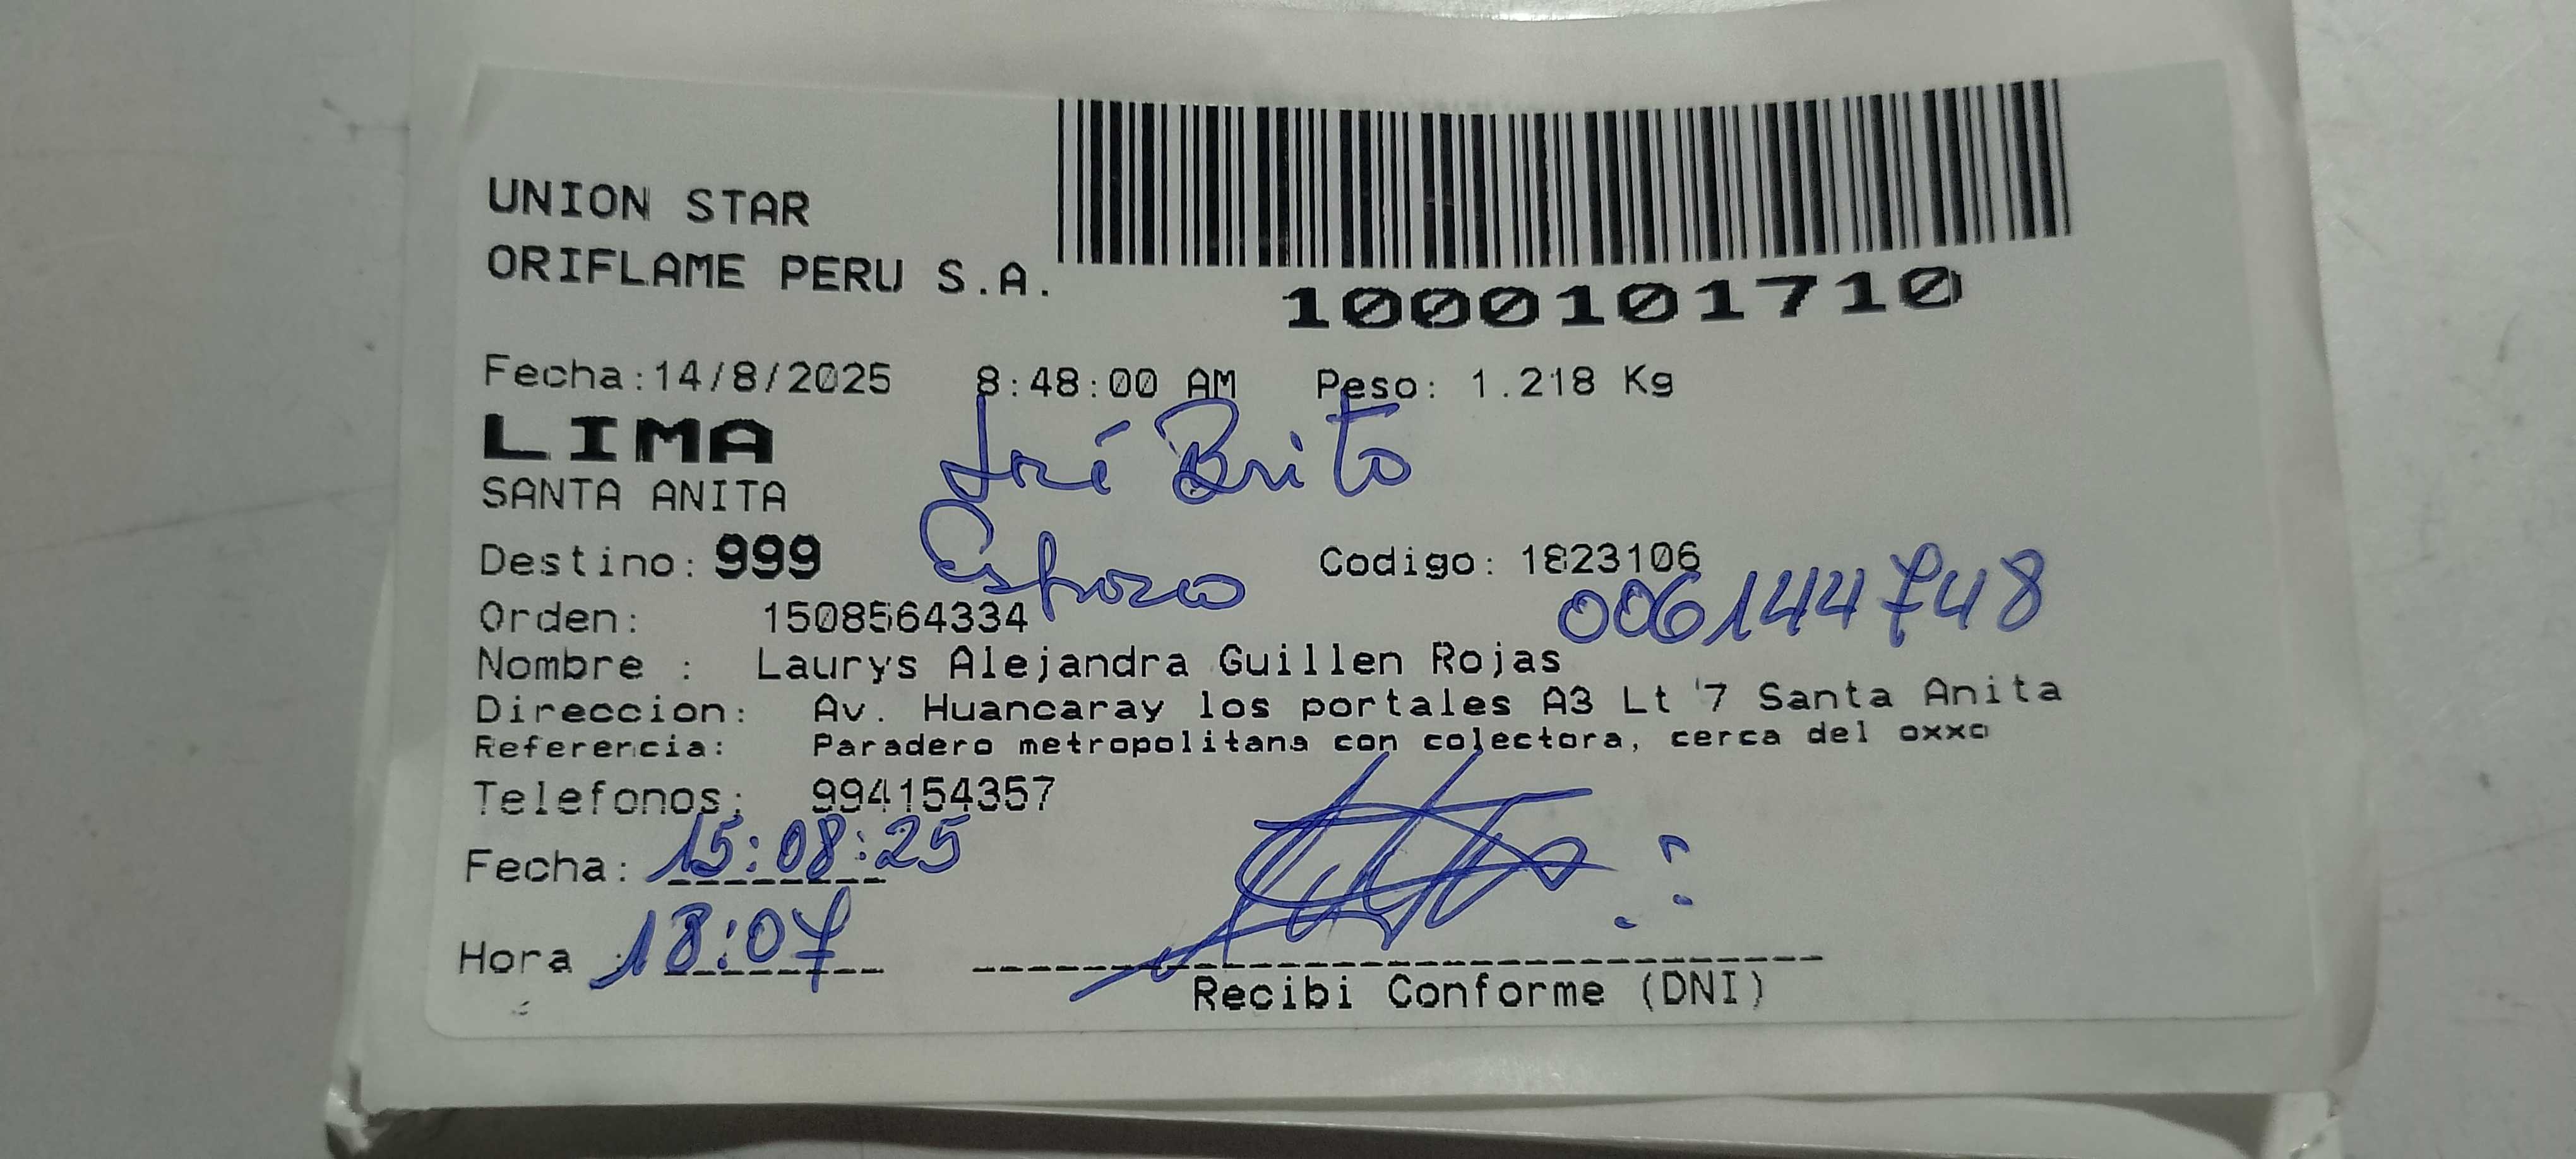 UNION STAR
ORIFLAME PERU S.A.
1000101710
Fecha:14/8/2025 8:48:00 AM Peso: 1.218 Kg
LIMA
José Brito
SANTA ANITA
Esposo
Destino: 999 Codigo: 1823106
006144748
Orden: 1508564334
Nombre : Laurys Alejandra Guillen Rojas
Direccion: Av. Huancaray los portales A3 Lt '7 Santa Anita
Referencia: Paradero metropolitana con colectora, cerca del oxxo
Telefonos: 994154357
Fecha: 15:08:25
Hora : 18:07
Recibi Conforme (DNI)